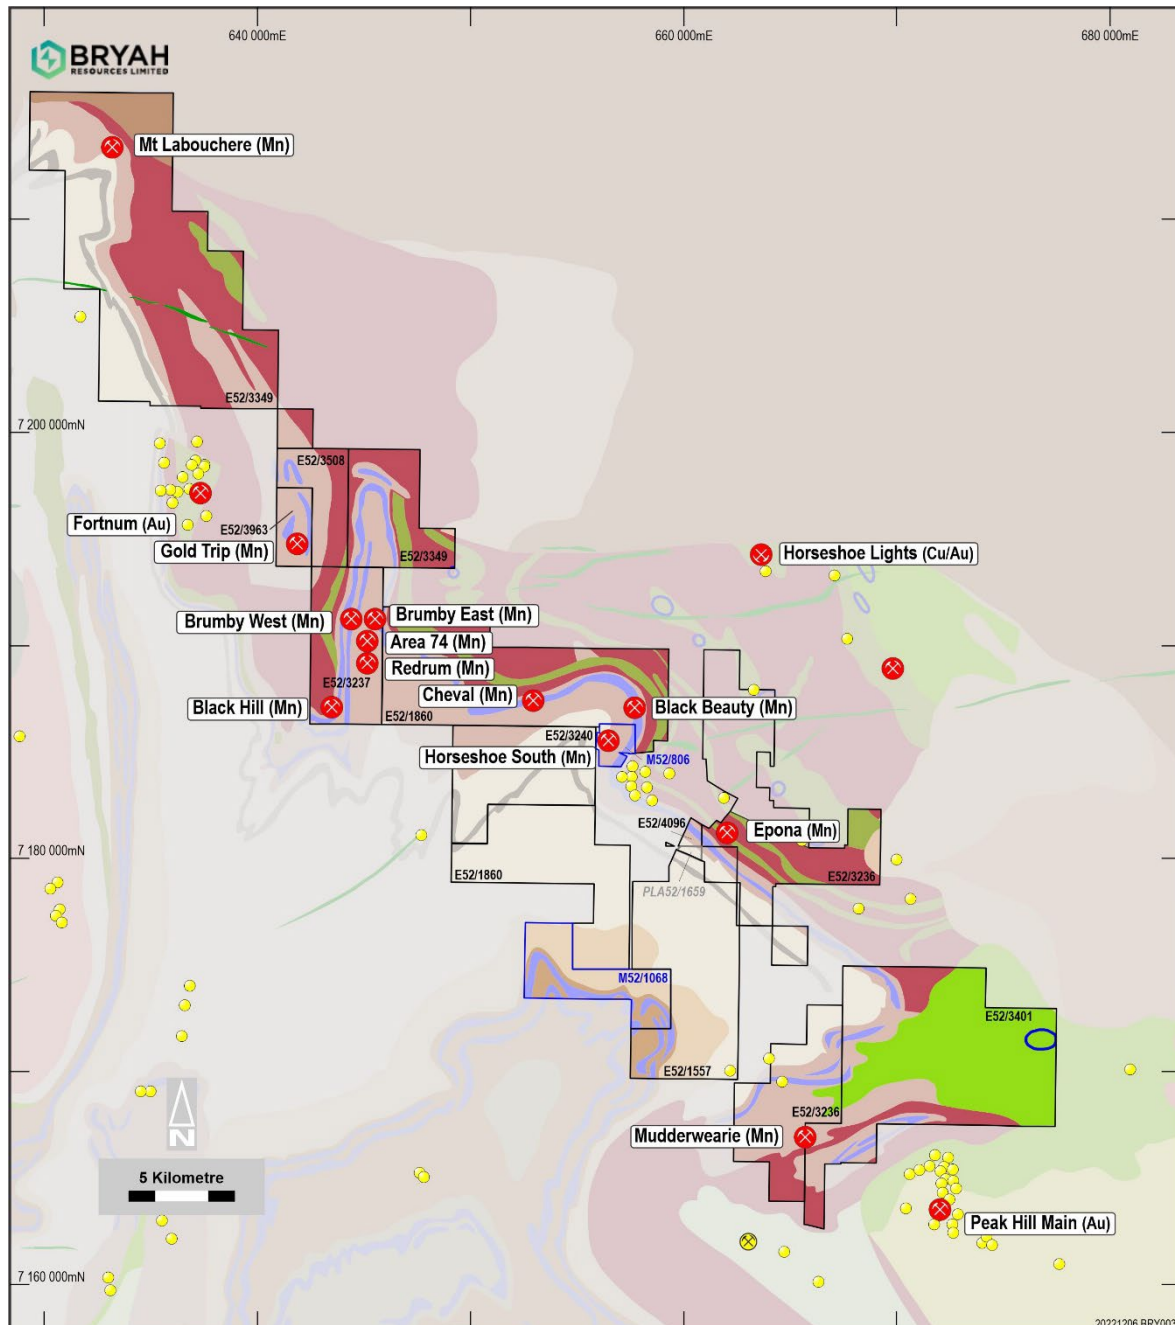 640 000mE
660 000mE
680 000mE
BRYAH
RESOURCES LIMITED
Mt Labouchere (Mn)
E52/3349
7 200 000mN
E52/3508
Fortnum (Au)
E52/3963
Gold Trip (Mn)
E52/3349
Horseshoe Lights (Cu/Au)
Brumby West (Mn)
Brumby East (Mn)
Area 74 (Mn)
Redrum (Mn)
E52/3237
Cheval (Mn)
Black Hill (Mn)
E52/1860
Black Beauty (Mn)
E52/3240
Horseshoe South (Mn)
M52/806
E52/4096
Epona (Mn)
7 180 000mN
E52/1860
PLA52/1659
E52/3236
M52/1068
E52/3401
E52/1557
E52/3236
Mudderwearie (Mn)
N
5 Kilometre
Peak Hill Main (Au)
7 160 000mN